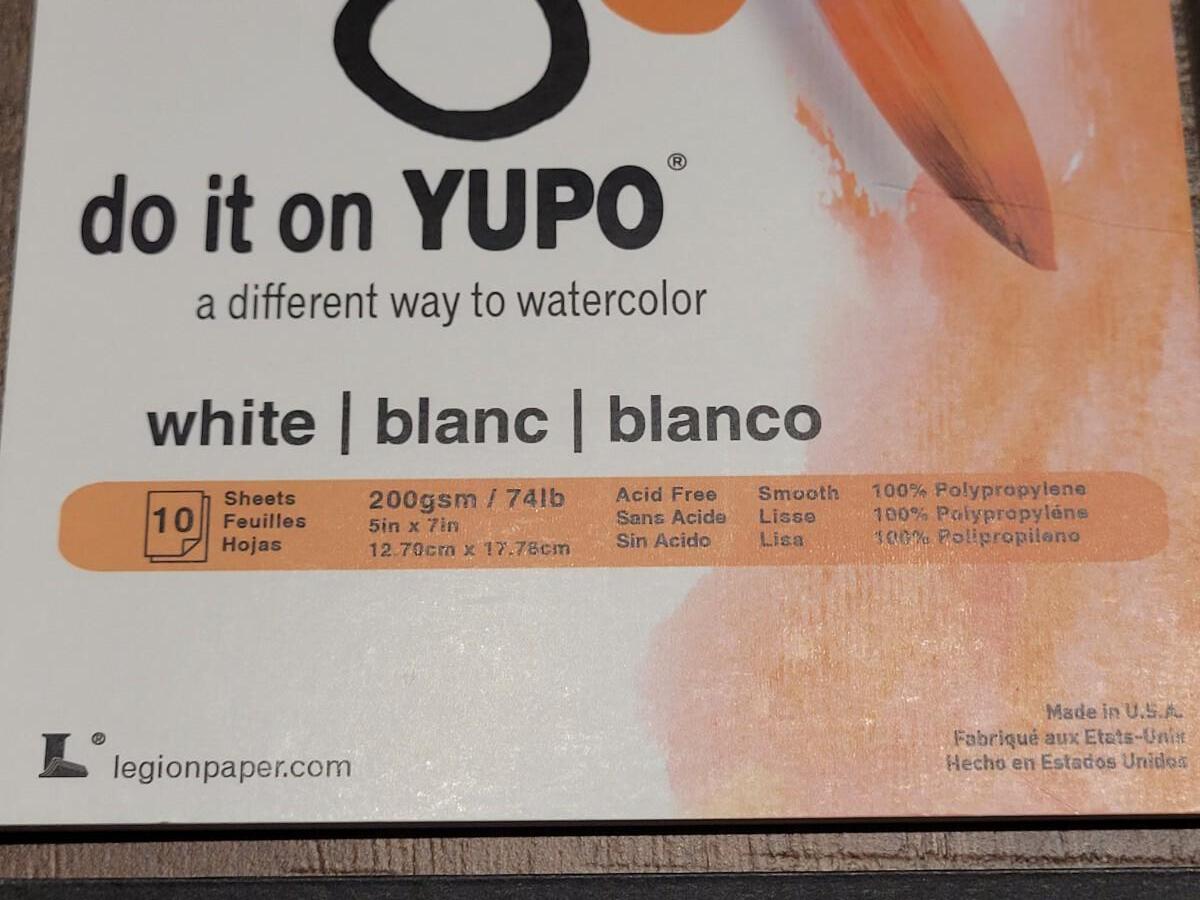 do it on YUPO®
a different way to watercolor
white | blanc | blanco
10
Sheets
Feuilles
Hojas
200gsm / 74lb
5in x 7in
12.70cm x 17.78cm
Acid Free
Sans Acide
Sin Acido
Smooth
Lisse
Lisa
100% Polypropylene
100% Polypropyléne
100% Polipropileno
L®
legionpaper.com
Made in U.S.A.
Fabriqué aux Etats-Unis
Hecho en Estados Unidos